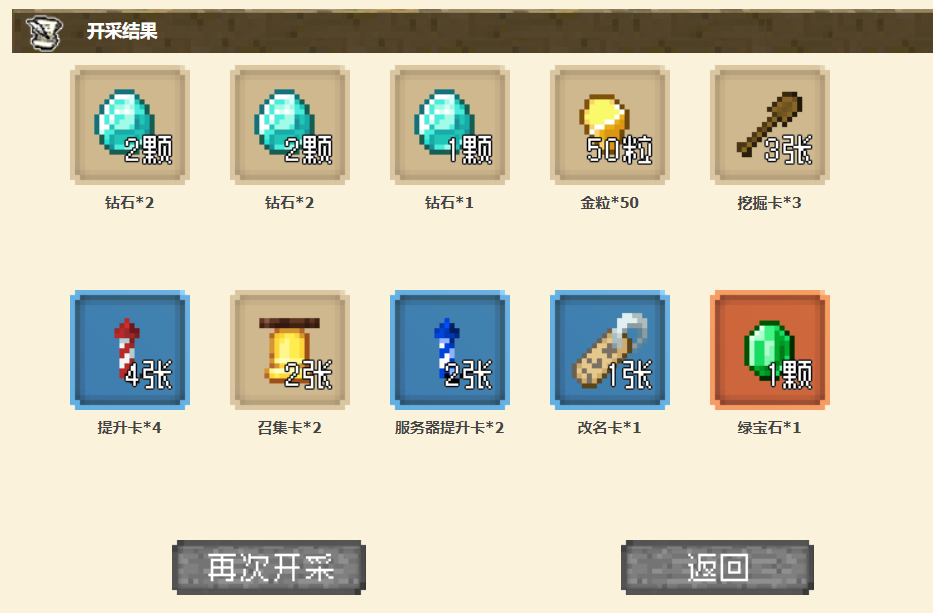 开采结果
2颗 2颗 1颗 50粒 3张
钻石*2 钻石*2 钻石*1 金粒*50 挖掘卡*3
4张 2张 2张 1张 1颗
提升卡*4 召集卡*2 服务器提升卡*2 改名卡*1 绿宝石*1
再次开采 返回